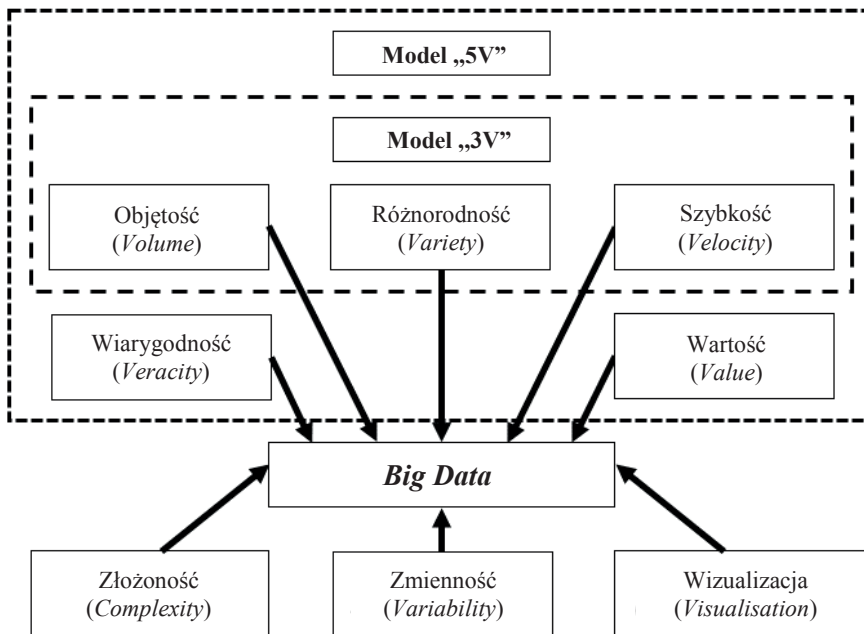 Model „5V”
Model „3V”
Objętość
(Volume)
Różnorodność
(Variety)
Szybkość
(Velocity)
Wiarygodność
(Veracity)
Wartość
(Value)
Big Data
Złożoność
(Complexity)
Zmienność
(Variability)
Wizualizacja
(Visualisation)